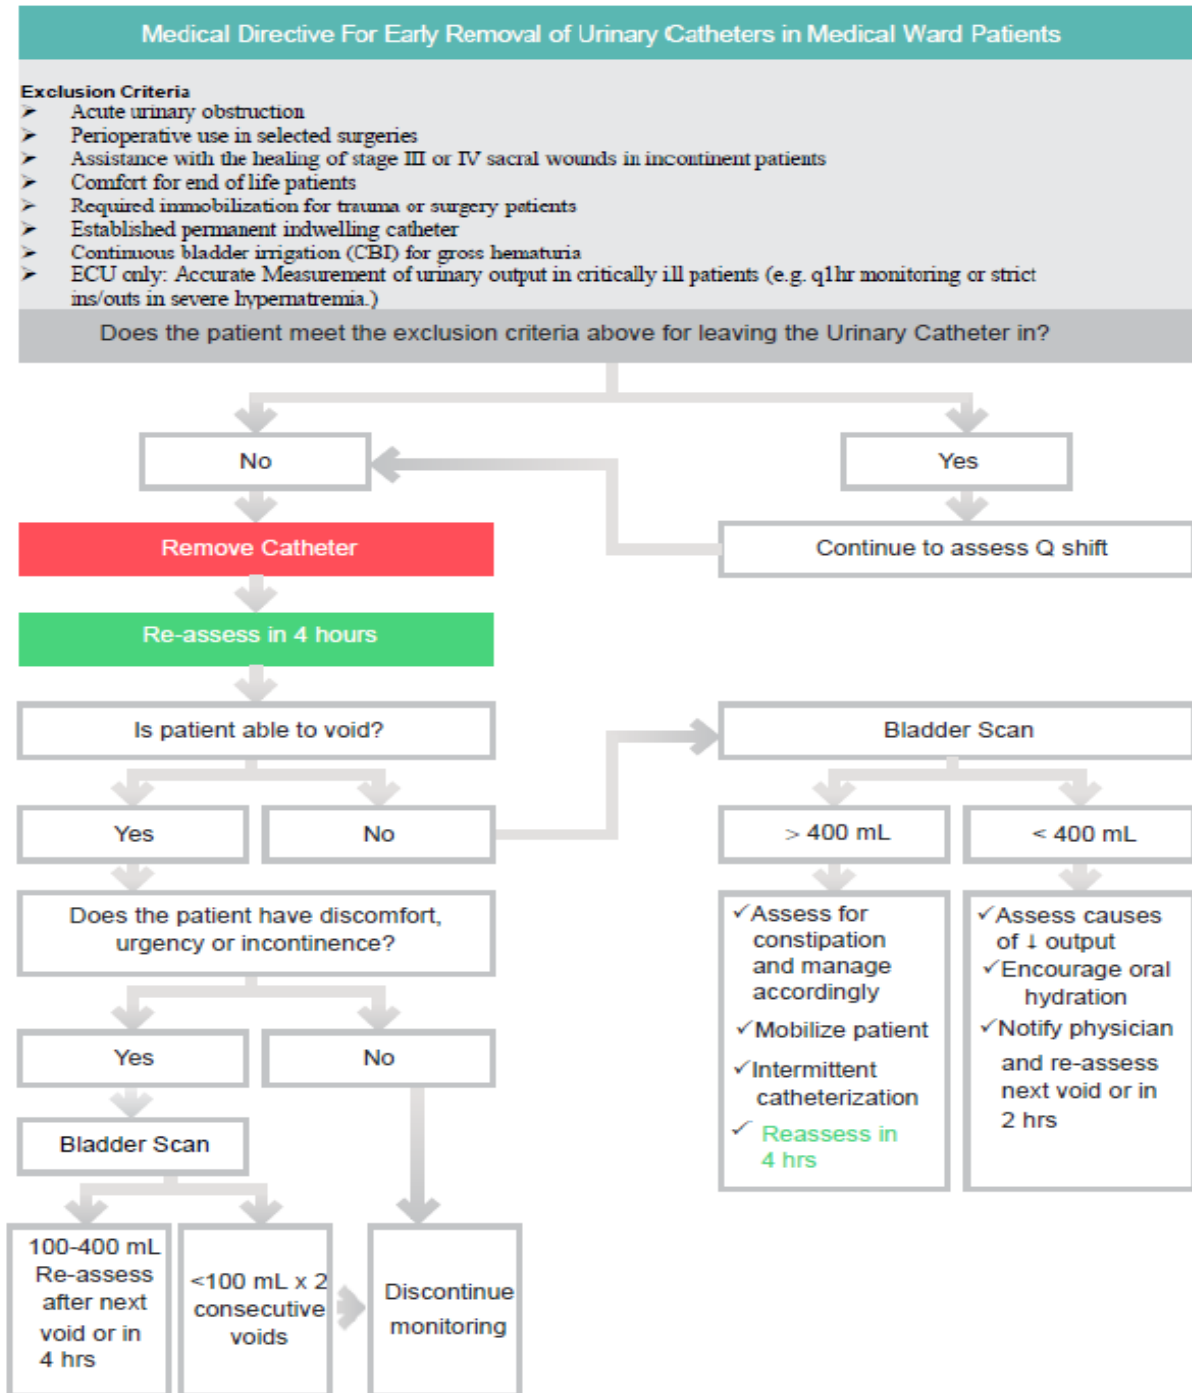 Medical Directive For Early Removal of Urinary Catheters in Medical Ward Patients
Exclusion Criteria
➢ Acute urinary obstruction
➢ Perioperative use in selected surgeries
➢ Assistance with the healing of stage III or IV sacral wounds in incontinent patients
➢ Comfort for end of life patients
➢ Required immobilization for trauma or surgery patients
➢ Established permanent indwelling catheter
➢ Continuous bladder irrigation (CBI) for gross hematuria
➢ ECU only: Accurate Measurement of urinary output in critically ill patients (e.g. q1hr monitoring or strict
ins/outs in severe hypernatremia.)
Does the patient meet the exclusion criteria above for leaving the Urinary Catheter in?
No
Yes
Remove Catheter
Continue to assess Q shift
Re-assess in 4 hours
Is patient able to void?
Bladder Scan
Yes
No
> 400 mL
< 400 mL
Does the patient have discomfort,
urgency or incontinence?
✓Assess for
constipation
and manage
accordingly
✓Mobilize patient
✓Intermittent
catheterization
✓ Reassess in
4 hrs
✓Assess causes
of ↓ output
✓Encourage oral
hydration
✓Notify physician
and re-assess
next void or in
2 hrs
Yes
No
Bladder Scan
100-400 mL
Re-assess
after next
void or in
4 hrs
<100 mL x 2
consecutive
voids
Discontinue
monitoring